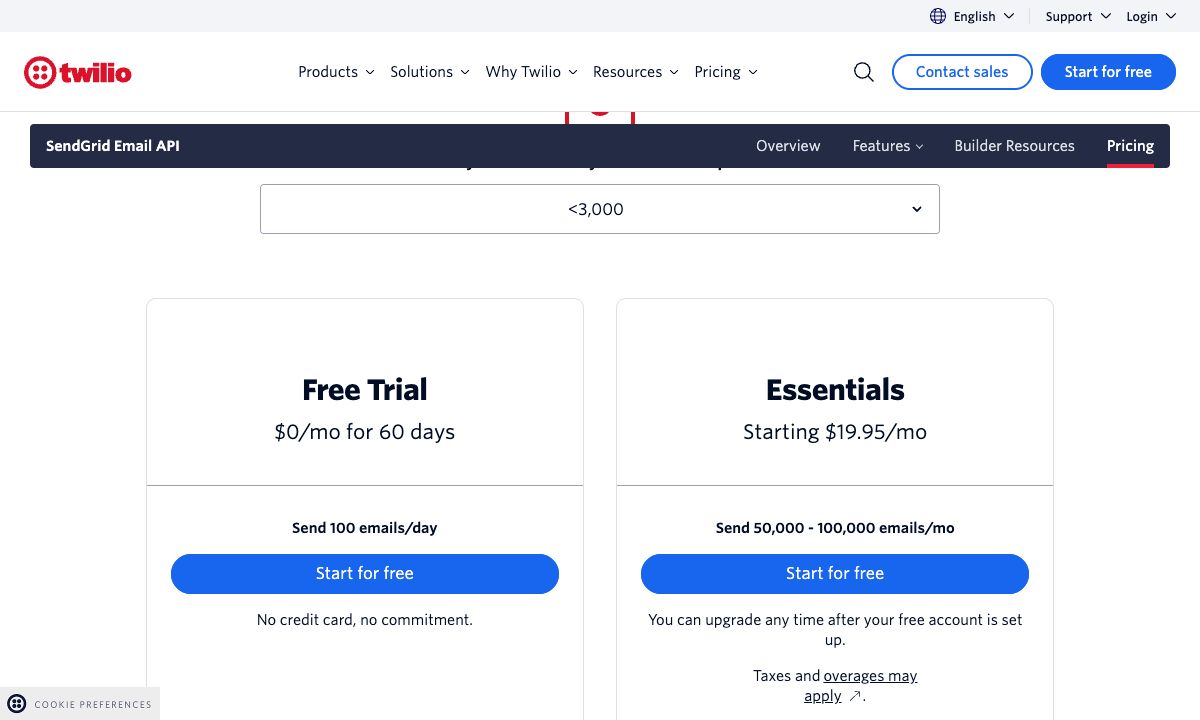 English
Support
Login
twilio
Products
Solutions
Why Twilio
Resources
Pricing
Contact sales
Start for free
SendGrid Email API
Overview
Features
Builder Resources
Pricing
<3,000
Free Trial
$0/mo for 60 days
Send 100 emails/day
Start for free
No credit card, no commitment.
Essentials
Starting $19.95/mo
Send 50,000 - 100,000 emails/mo
Start for free
You can upgrade any time after your free account is set
up.
Taxes and overages may
apply ↗.
COOKIE PREFERENCES